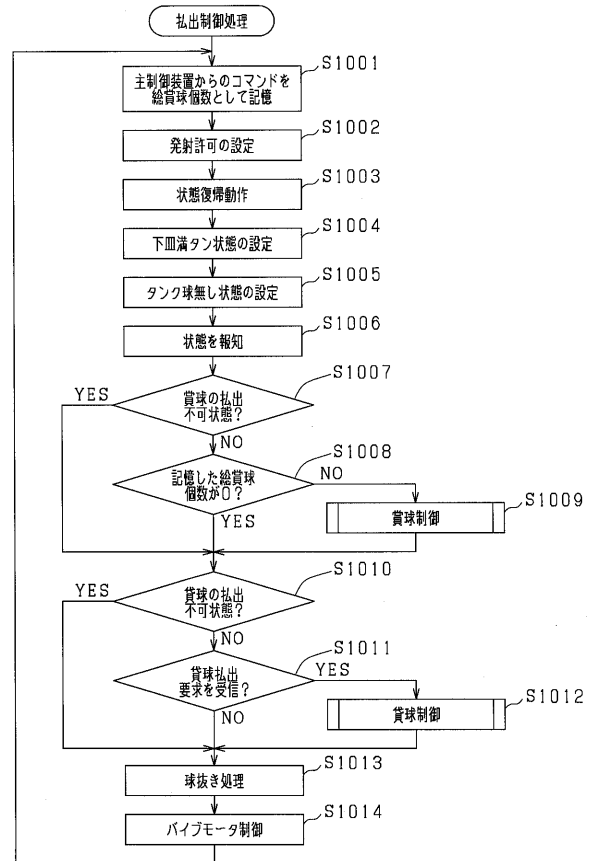 払出制御処理
S1001
主制御装置からのコマンドを
総賞球個数として記憶
S1002
発射許可の設定
S1003
状態復帰動作
S1004
下皿満タン状態の設定
S1005
タンク球無し状態の設定
S1006
状態を報知
S1007
YES
賞球の払出
不可状態?
NO
S1008
記憶した総賞球
個数が0?
NO
YES
S1009
賞球制御
S1010
YES
貸球の払出
不可状態?
NO
S1011
貸球払出
要求を受信?
YES
NO
S1012
貸球制御
S1013
球抜き処理
S1014
バイブモータ制御